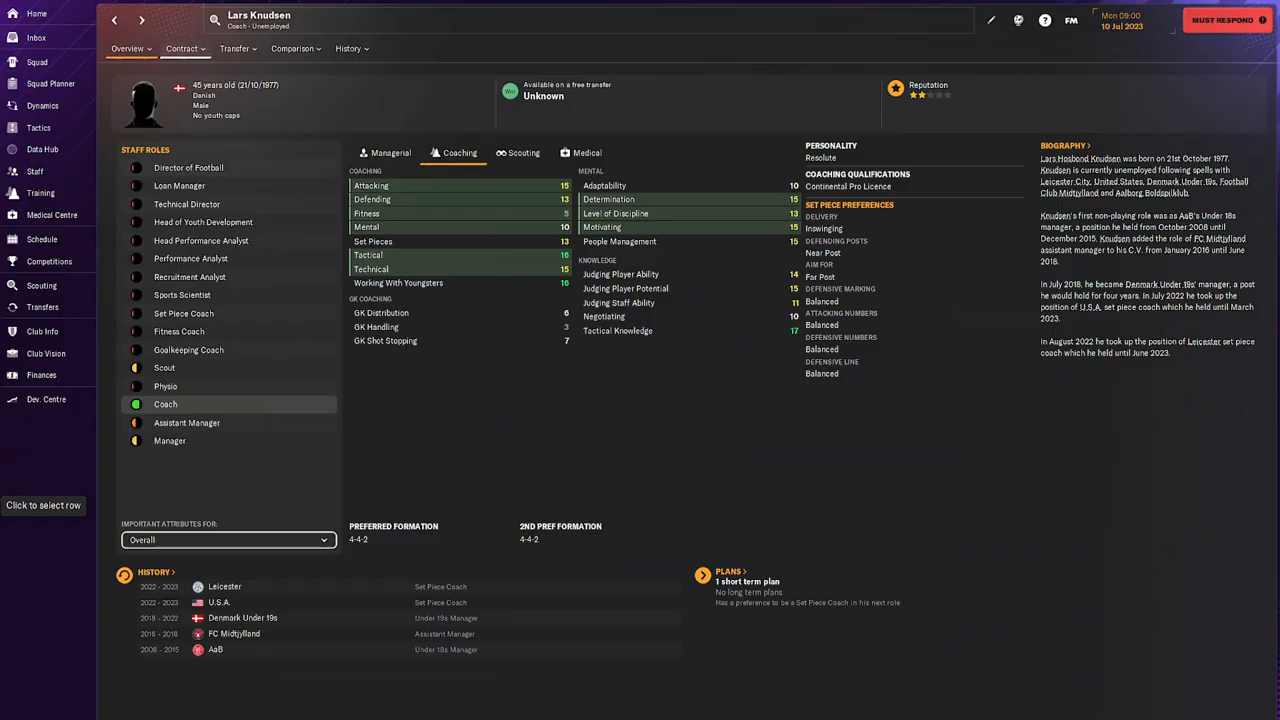 Home
Inbox
Squad
Squad Planner
Dynamics
Tactics
Data Hub
Staff
Training
Medical Centre
Schedule
Competitions
Scouting
Transfers
Club Info
Club Vision
Finances
Dev. Centre
Click to select row
Lars Knudsen
Coach - Unemployed
FM
Mon 09:00
10 Jul 2023
MUST RESPOND
Overview
Contract
Transfer
Comparison
History
45 years old (21/10/1977)
Danish
Male
No youth caps
Wnt
Available on a free transfer
Unknown
Reputation
STAFF ROLES
Director of Football
Loan Manager
Technical Director
Head of Youth Development
Head Performance Analyst
Performance Analyst
Recruitment Analyst
Sports Scientist
Set Piece Coach
Fitness Coach
Goalkeeping Coach
Scout
Physio
Coach
Assistant Manager
Manager
IMPORTANT ATTRIBUTES FOR:
Overall
Managerial
Coaching
Scouting
Medical
COACHING
Attacking 15
Defending 13
Fitness 5
Mental 10
Set Pieces 13
Tactical 16
Technical 15
Working With Youngsters 16
GK COACHING
GK Distribution 6
GK Handling 3
GK Shot Stopping 7
MENTAL
Adaptability 10
Determination 15
Level of Discipline 13
Motivating 15
People Management 15
KNOWLEDGE
Judging Player Ability 14
Judging Player Potential 15
Judging Staff Ability 11
Negotiating 10
Tactical Knowledge 17
PREFERRED FORMATION
4-4-2
2ND PREF FORMATION
4-4-2
PERSONALITY
Resolute
COACHING QUALIFICATIONS
Continental Pro Licence
SET PIECE PREFERENCES
DELIVERY
Inswinging
DEFENDING POSTS
Near Post
AIM FOR
Far Post
DEFENSIVE MARKING
Balanced
ATTACKING NUMBERS
Balanced
DEFENSIVE NUMBERS
Balanced
DEFENSIVE LINE
Balanced
BIOGRAPHY >
Lars Hosbond Knudsen was born on 21st October 1977.
Knudsen is currently unemployed following spells with
Leicester City, United States, Denmark Under 19s, Football
Club Midtjylland and Aalborg Boldspilklub.
Knudsen's first non-playing role was as AaB's Under 18s
manager, a position he held from October 2008 until
December 2015. Knudsen added the role of FC Midtjylland
assistant manager to his C.V. from January 2016 until June
2018.
In July 2018, he became Denmark Under 19s' manager, a post
he would hold for four years. In July 2022 he took up the
position of U.S.A. set piece coach which he held until March
2023.
In August 2022 he took up the position of Leicester set piece
coach which he held until June 2023.
HISTORY >
2022 - 2023 Leicester Set Piece Coach
2022 - 2023 U.S.A. Set Piece Coach
2018 - 2022 Denmark Under 19s Under 19s Manager
2016 - 2018 FC Midtjylland Assistant Manager
2008 - 2015 AaB Under 18s Manager
PLANS >
1 short term plan
No long term plans
Has a preference to be a Set Piece Coach in his next role